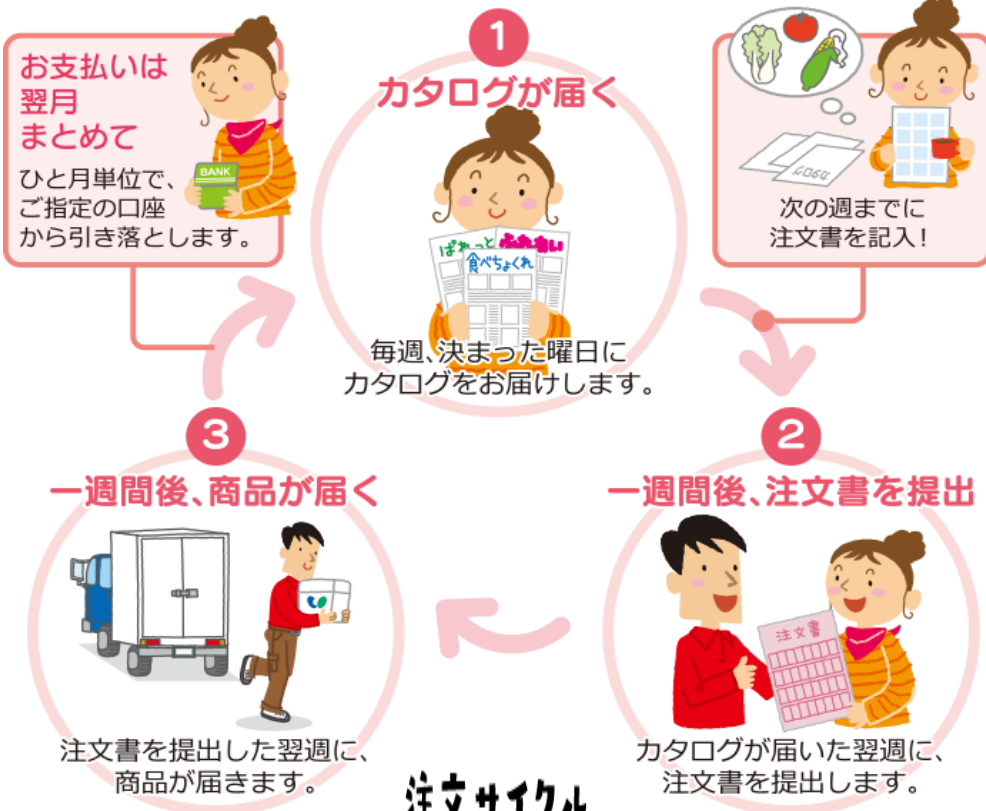 お支払いは
翌月
まとめて
ひと月単位で、
ご指定の口座
から引き落とします。
BANK
1
カタログが届く
ぱれっと
ふれあい
食べちょくれ
毎週、決まった曜日に
カタログをお届けします。
次の週までに
注文書を記入!
2
一週間後、注文書を提出
注文書
カタログが届いた翌週に、
注文書を提出します。
3
一週間後、商品が届く
注文書を提出した翌週に、
商品が届きます。
注文サイクル